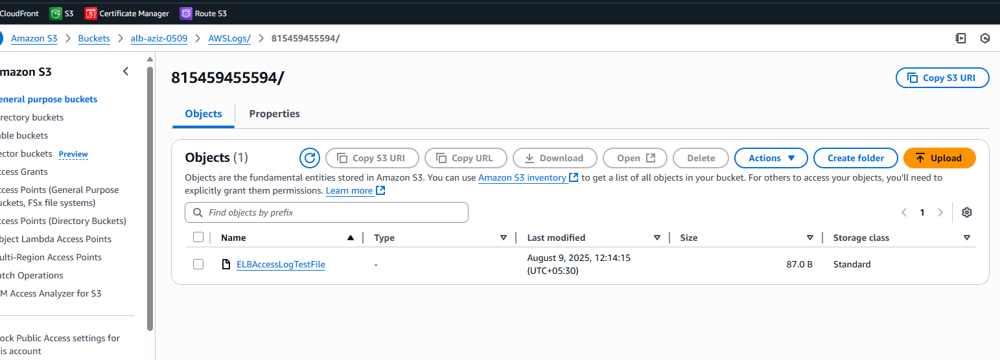 CloudFront S3 Certificate Manager Route 53
Amazon S3 Buckets alb-aziz-0509 AWSLogs/ 815459455594/
mazon S3
eneral purpose buckets
rectory buckets
ble buckets
ector buckets Preview
ccess Grants
ccess Points (General Purpose
uckets, FSx file systems)
ccess Points (Directory Buckets)
bject Lambda Access Points
ulti-Region Access Points
atch Operations
M Access Analyzer for S3
ock Public Access settings for
is account
815459455594/
Copy S3 URI
Objects Properties
Objects (1)
Copy S3 URI Copy URL Download Open Delete Actions Create folder Upload
Objects are the fundamental entities stored in Amazon S3. You can use Amazon S3 inventory to get a list of all objects in your bucket. For others to access your objects, you'll need to
explicitly grant them permissions. Learn more
Find objects by prefix
1
Name Type Last modified Size Storage class
ELBAccessLogTestFile - August 9, 2025, 12:14:15 87.0 B Standard
(UTC+05:30)